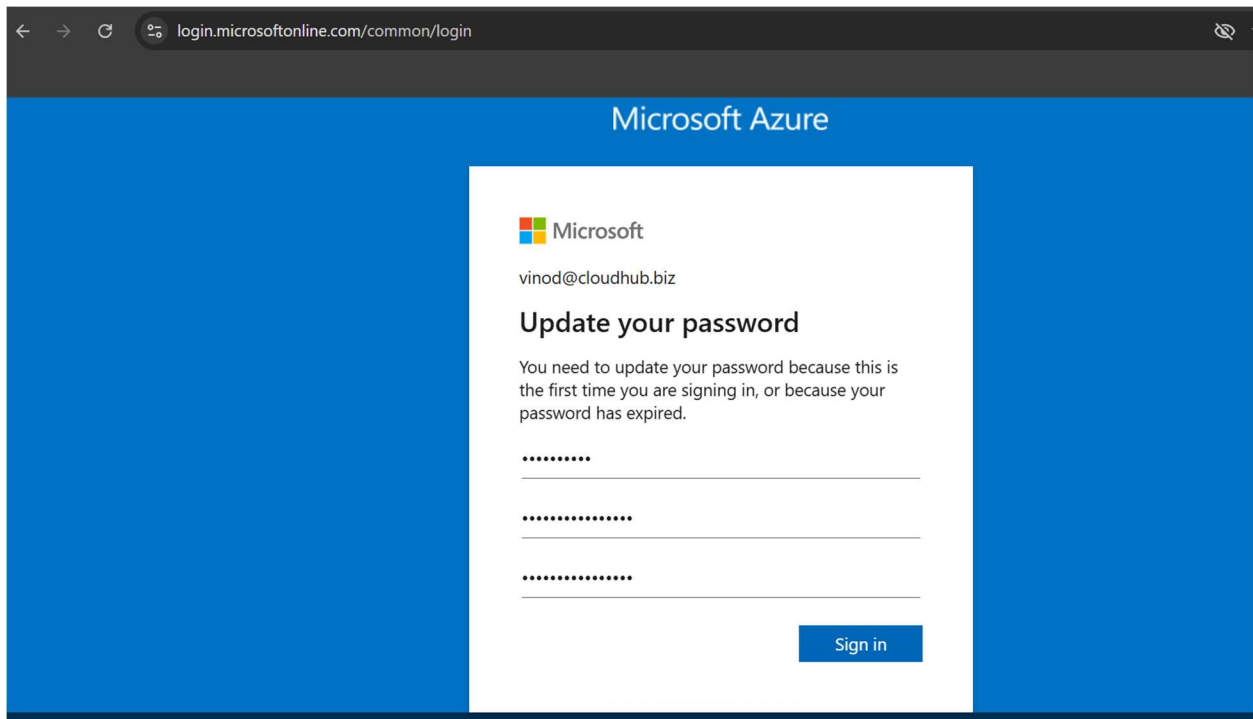 login.microsoftonline.com/common/login
Microsoft Azure
Microsoft
vinod@cloudhub.biz
Update your password
You need to update your password because this is
the first time you are signing in, or because your
password has expired.
••••••••••
••••••••••••••••
••••••••••••••••
Sign in